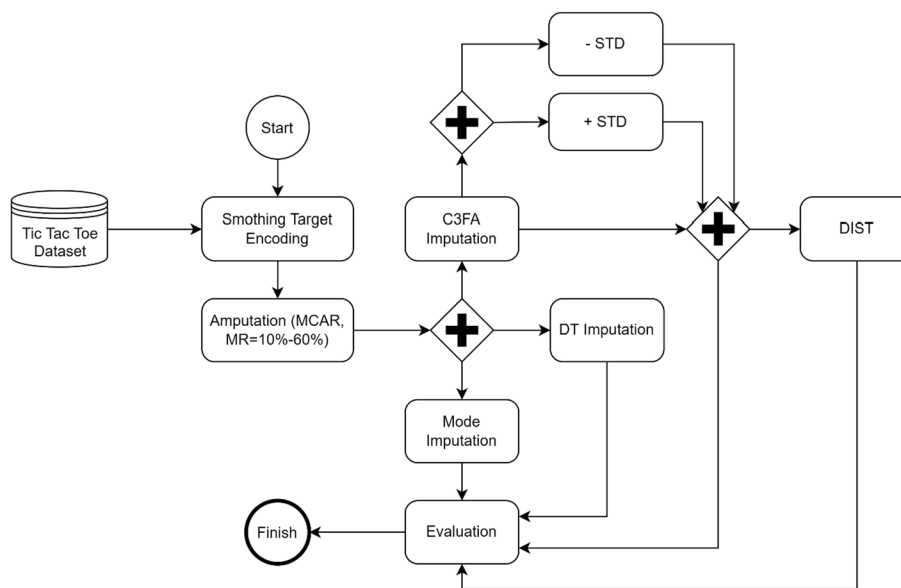 - STD
+ STD
Start
Tic Tac Toe
Dataset
Smothing Target
Encoding
C3FA
Imputation
DIST
Amputation (MCAR,
MR=10%-60%)
DT Imputation
Mode
Imputation
Finish
Evaluation